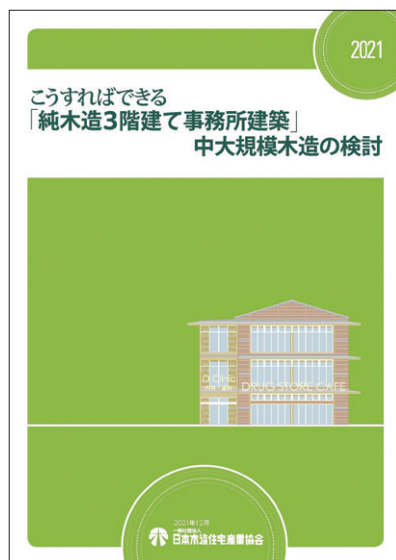 2021
こうすればできる
「純木造3階建て事務所建築」
中大規模木造の検討
Clinic
DRUG STORE CAFE
2021年12月
一般社団法人
日本木造住宅産業協会